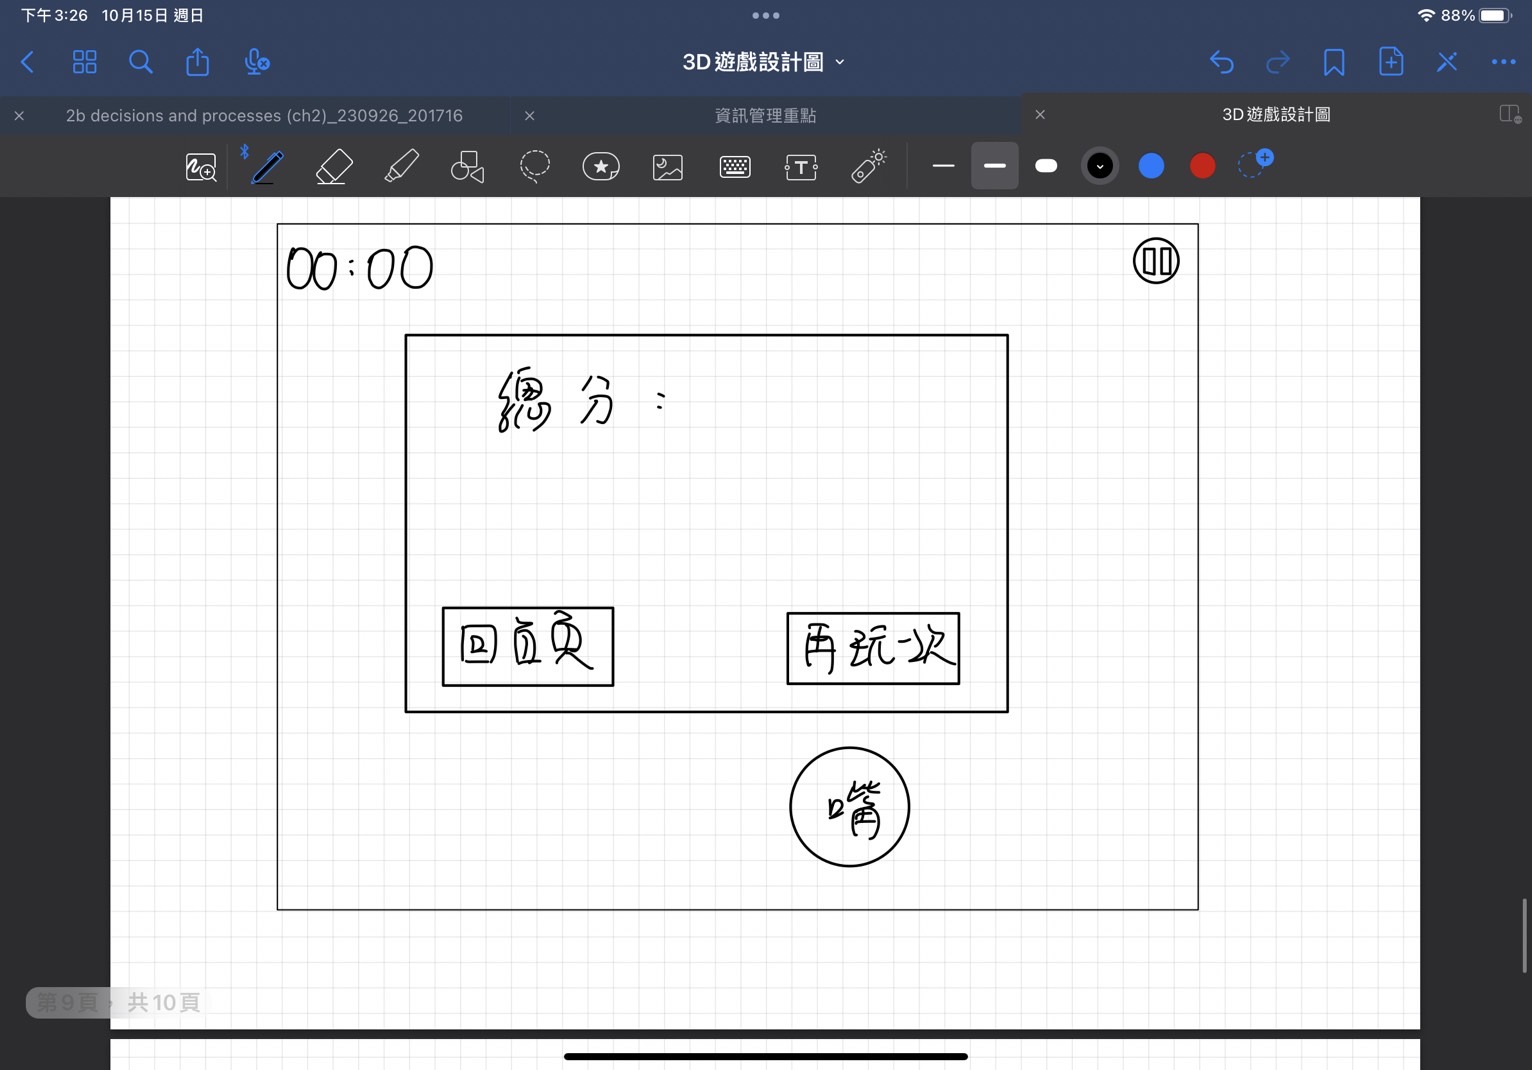 下午3:26 10月15日 週日
88%
3D遊戲設計圖
2b decisions and processes (ch2)_230926_201716
資訊管理重點
3D遊戲設計圖
00:00
總分：
回首頁
再玩一次
嘴
第9頁，共10頁